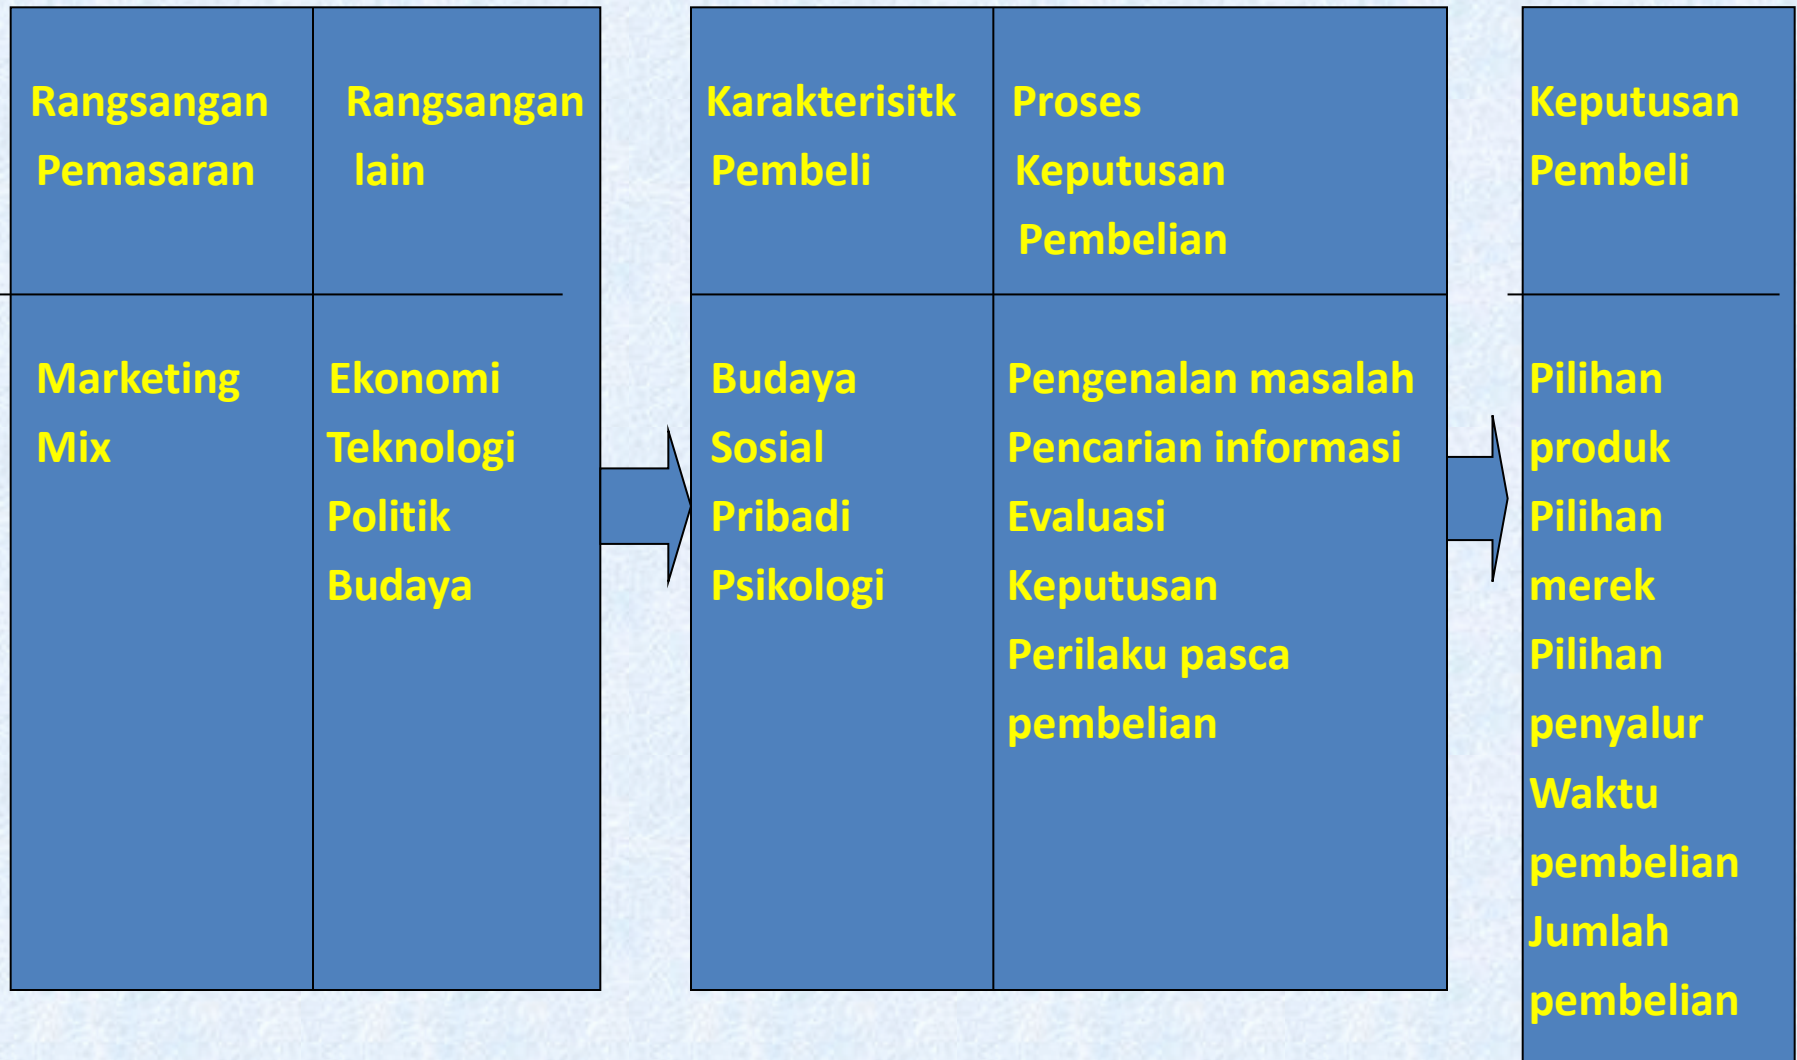 Rangsangan
Pemasaran
Rangsangan
lain
Marketing
Mix
Ekonomi
Teknologi
Politik
Budaya
Karakterisitk
Pembeli
Proses
Keputusan
Pembelian
Budaya
Sosial
Pribadi
Psikologi
Pengenalan masalah
Pencarian informasi
Evaluasi
Keputusan
Perilaku pasca
pembelian
Keputusan
Pembeli
Pilihan
produk
Pilihan
merek
Pilihan
penyalur
Waktu
pembelian
Jumlah
pembelian